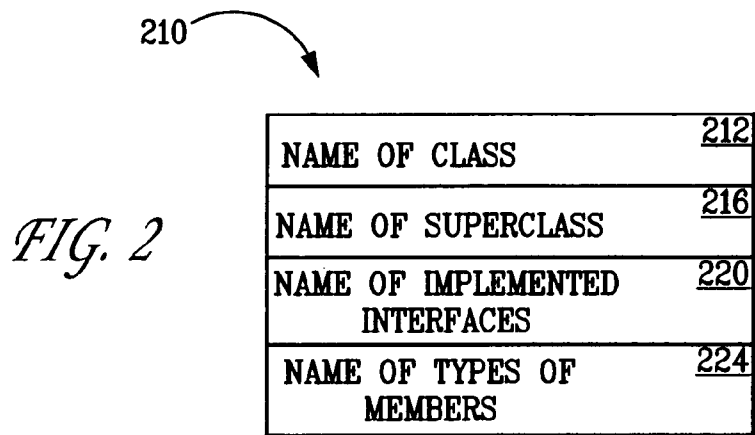 210
NAME OF CLASS 212
NAME OF SUPERCLASS 216
FIG. 2
NAME OF IMPLEMENTED 220
INTERFACES
NAME OF TYPES OF 224
MEMBERS